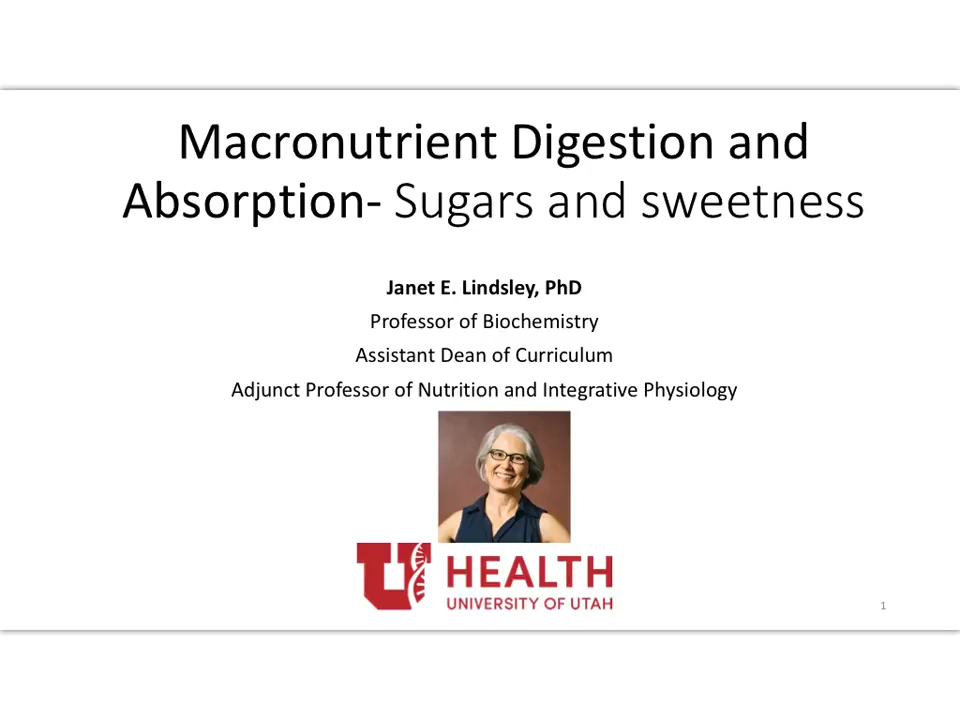 Macronutrient Digestion and
Absorption- Sugars and sweetness
Janet E. Lindsley, PhD
Professor of Biochemistry
Assistant Dean of Curriculum
Adjunct Professor of Nutrition and Integrative Physiology
U HEALTH
UNIVERSITY OF UTAH
1